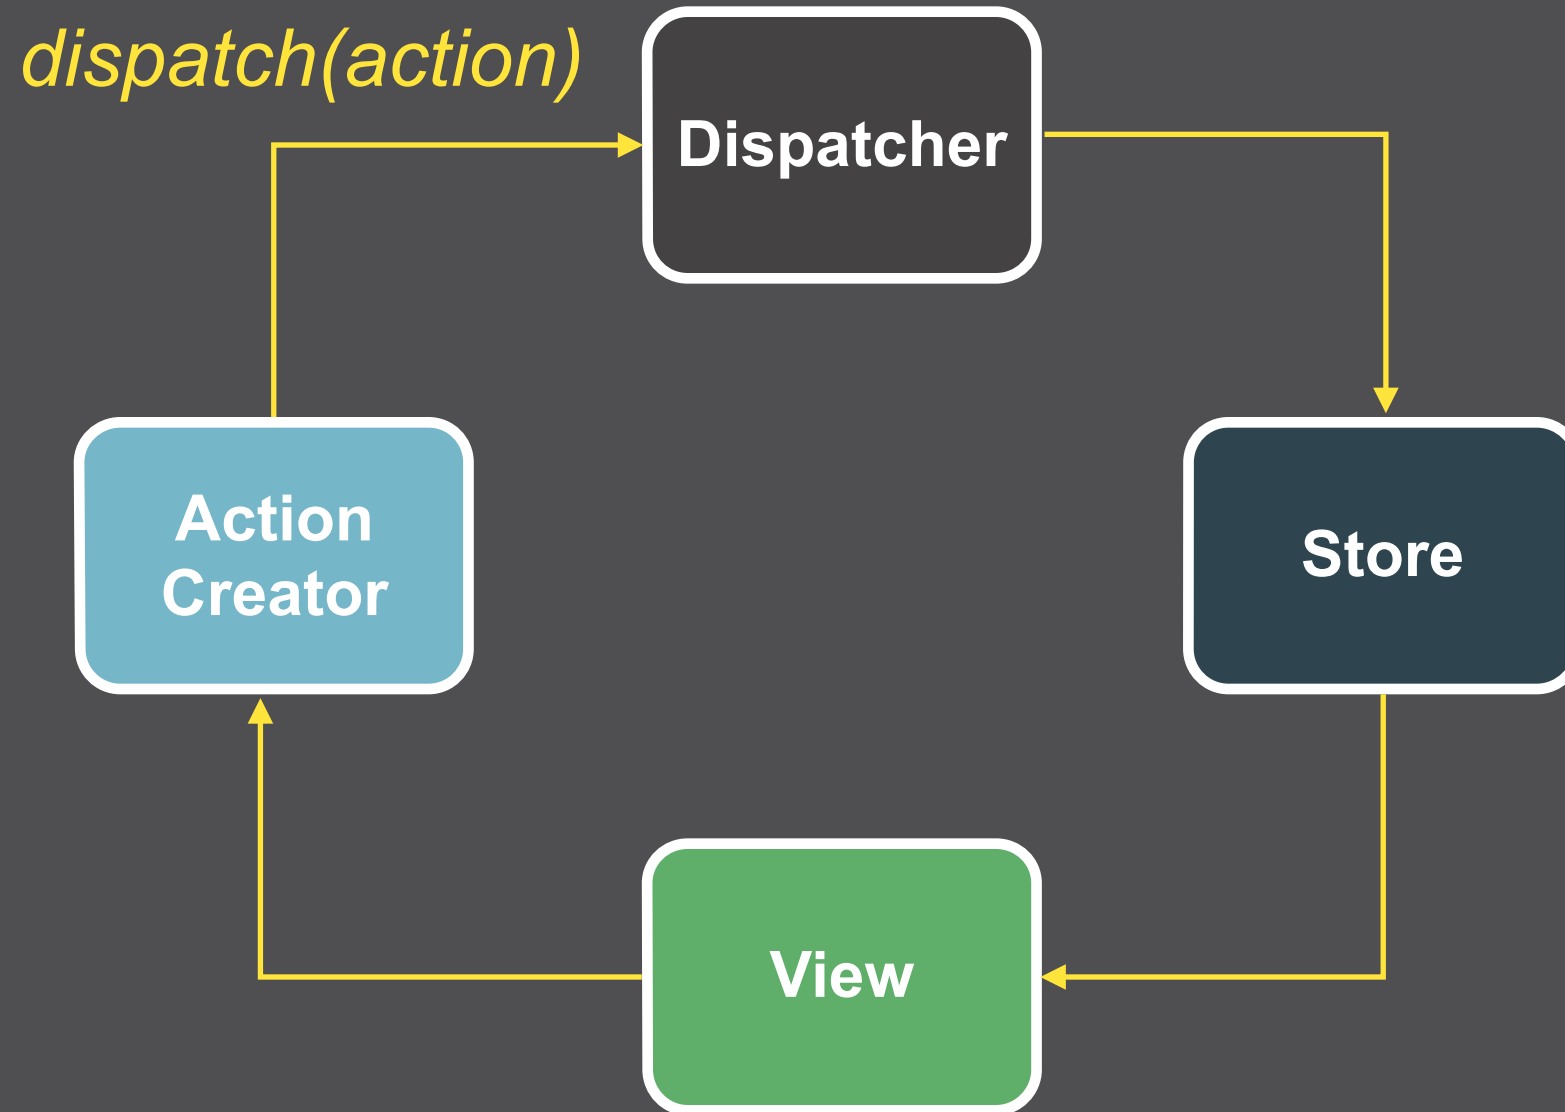 dispatch(action)
Dispatcher
Action
Creator
Store
View